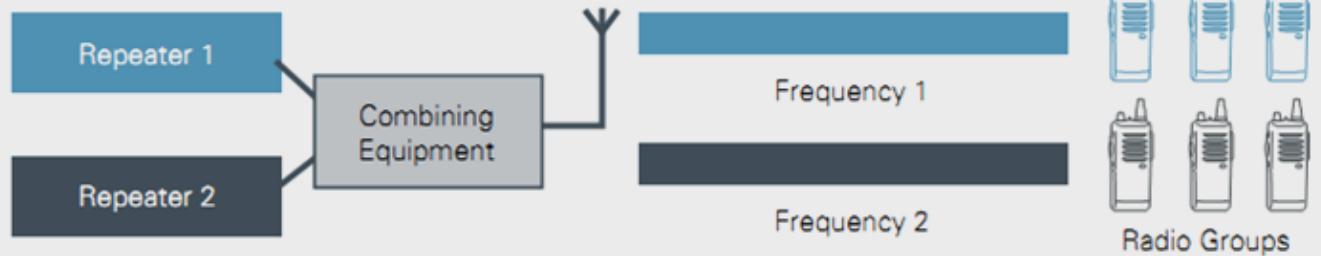 Repeater 1
Combining
Equipment
Repeater 2
Frequency 1
Frequency 2
Radio Groups